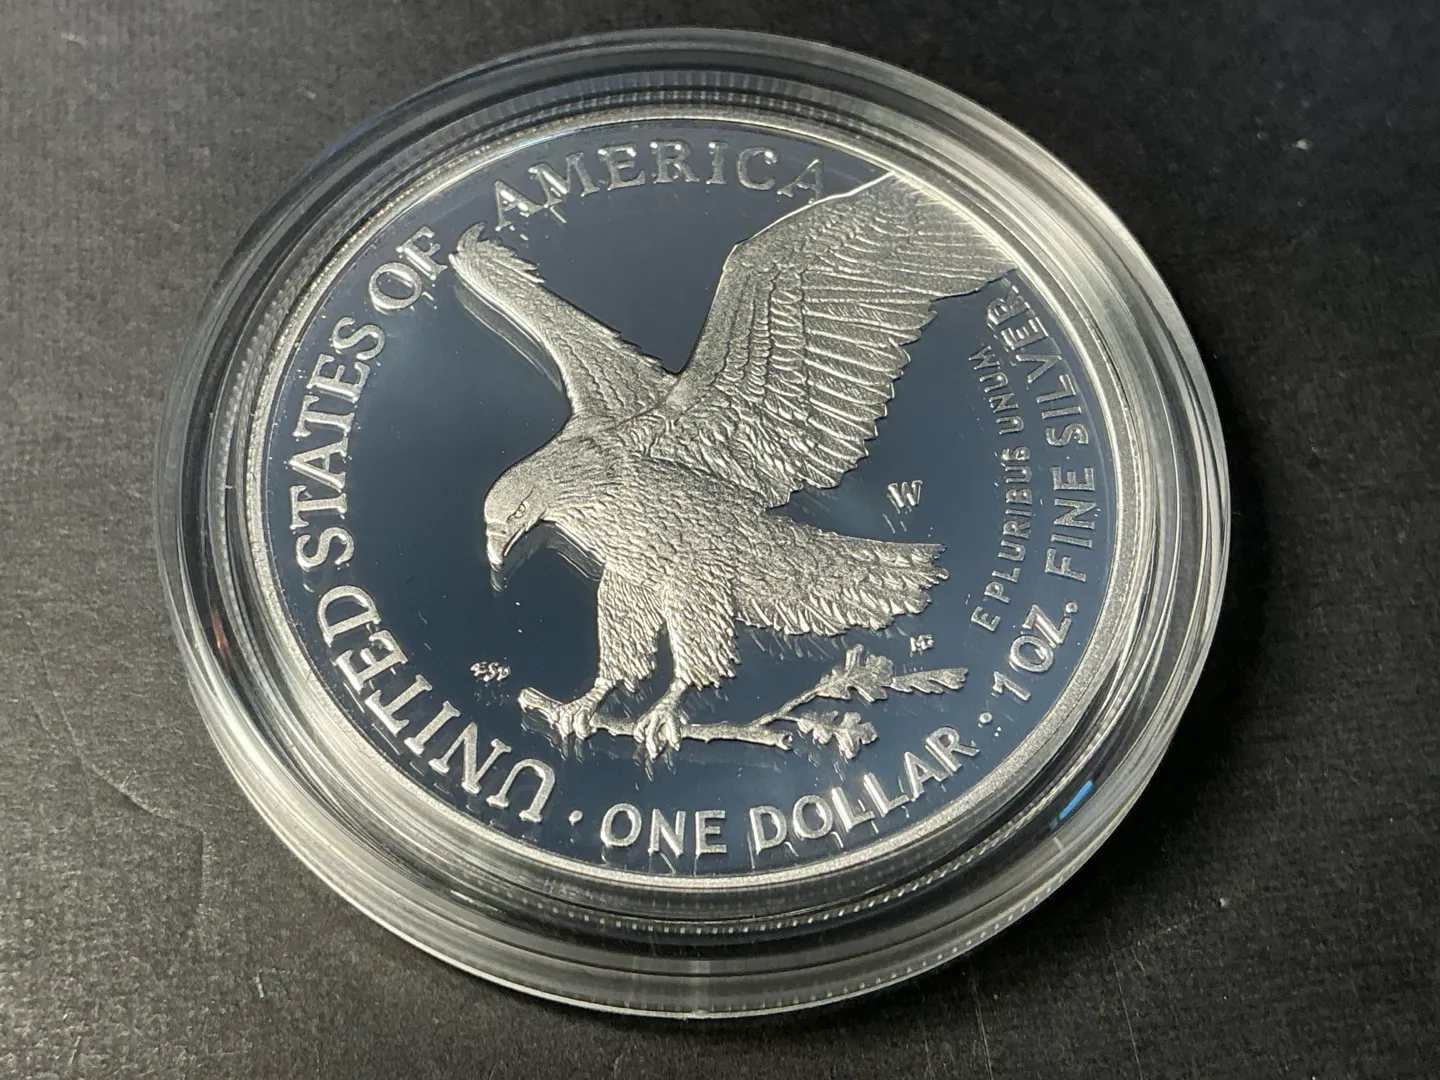 UNITED STATES OF AMERICA
E PLURIBUS UNUM
W
· ONE DOLLAR · 1 OZ. FINE SILVER